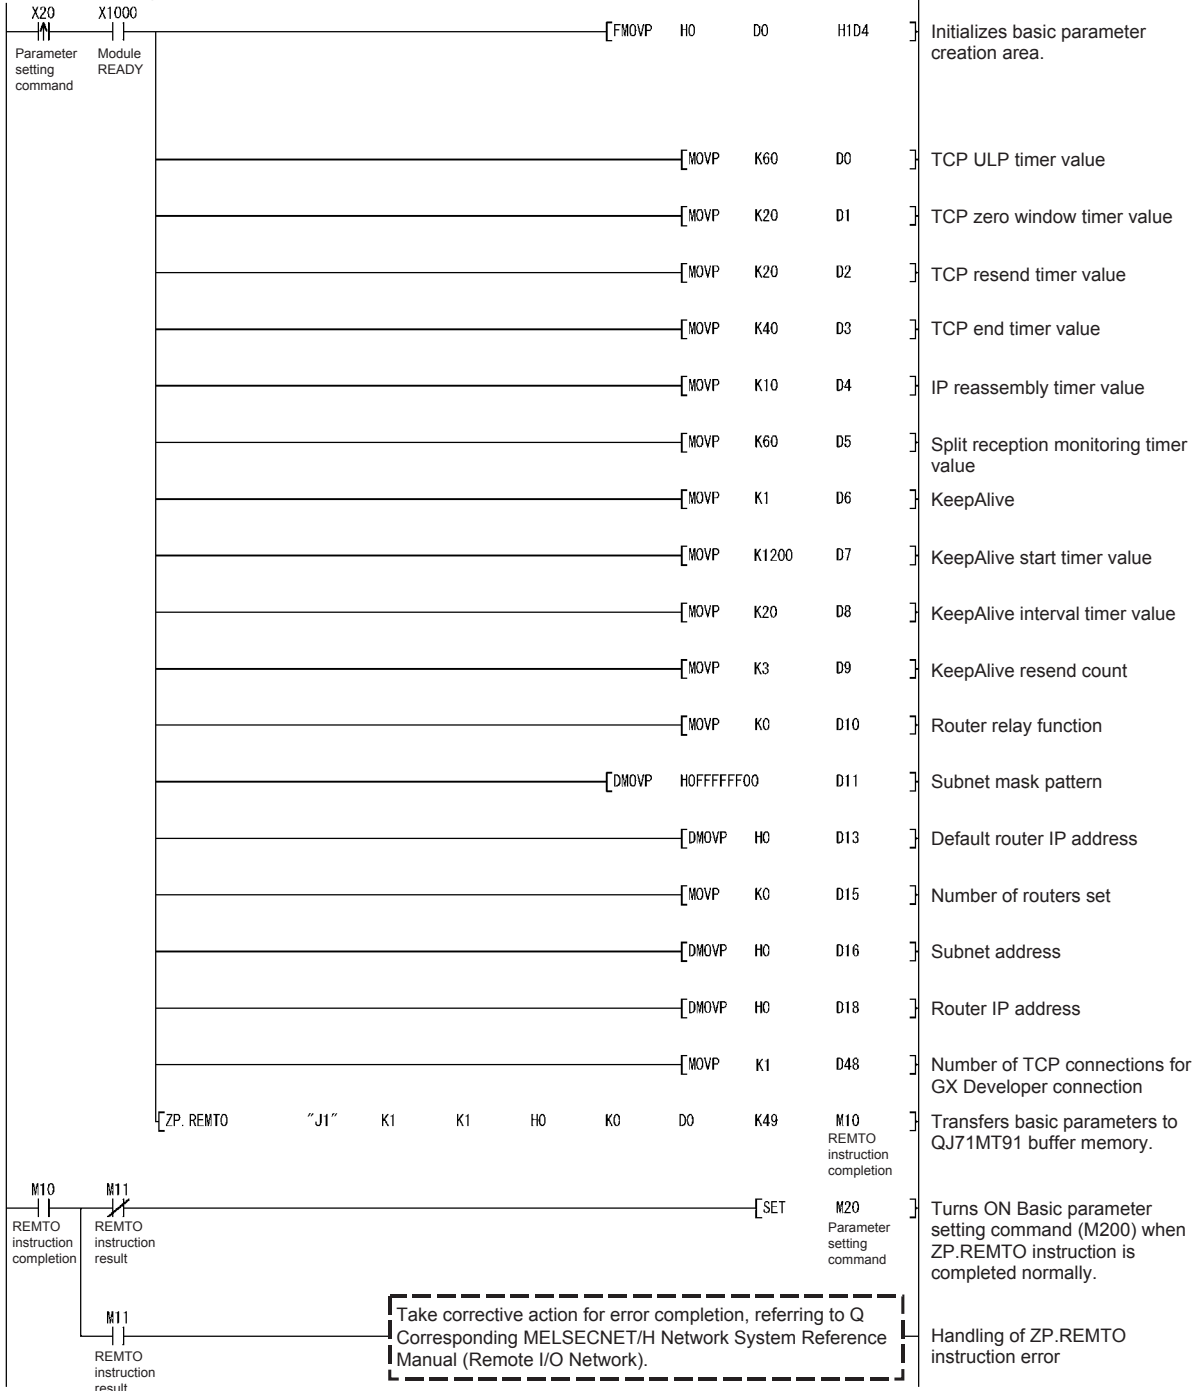 X20 X1000
[FMOVP H0 D0 H1D4 ] Initializes basic parameter
creation area.
Parameter
setting
command
Module
READY
[MOVP K60 D0 ] TCP ULP timer value
[MOVP K20 D1 ] TCP zero window timer value
[MOVP K20 D2 ] TCP resend timer value
[MOVP K40 D3 ] TCP end timer value
[MOVP K10 D4 ] IP reassembly timer value
[MOVP K60 D5 ] Split reception monitoring timer
value
[MOVP K1 D6 ] KeepAlive
[MOVP K1200 D7 ] KeepAlive start timer value
[MOVP K20 D8 ] KeepAlive interval timer value
[MOVP K3 D9 ] KeepAlive resend count
[MOVP K0 D10 ] Router relay function
[DMOVP H0FFFFFF00 D11 ] Subnet mask pattern
[DMOVP H0 D13 ] Default router IP address
[MOVP K0 D15 ] Number of routers set
[DMOVP H0 D16 ] Subnet address
[DMOVP H0 D18 ] Router IP address
[MOVP K1 D48 ] Number of TCP connections for
GX Developer connection
[ZP.REMTO "J1" K1 K1 H0 K0 D0 K49 M10 ] Transfers basic parameters to
QJ71MT91 buffer memory.
REMTO
instruction
completion
M10 M11
[SET M20 ] Turns ON Basic parameter
setting command (M200) when
ZP.REMTO instruction is
completed normally.
REMTO
instruction
completion
REMTO
instruction
result
Parameter
setting
command
M11
REMTO
instruction
result
Take corrective action for error completion, referring to Q
Corresponding MELSECNET/H Network System Reference
Manual (Remote I/O Network).
Handling of ZP.REMTO
instruction error